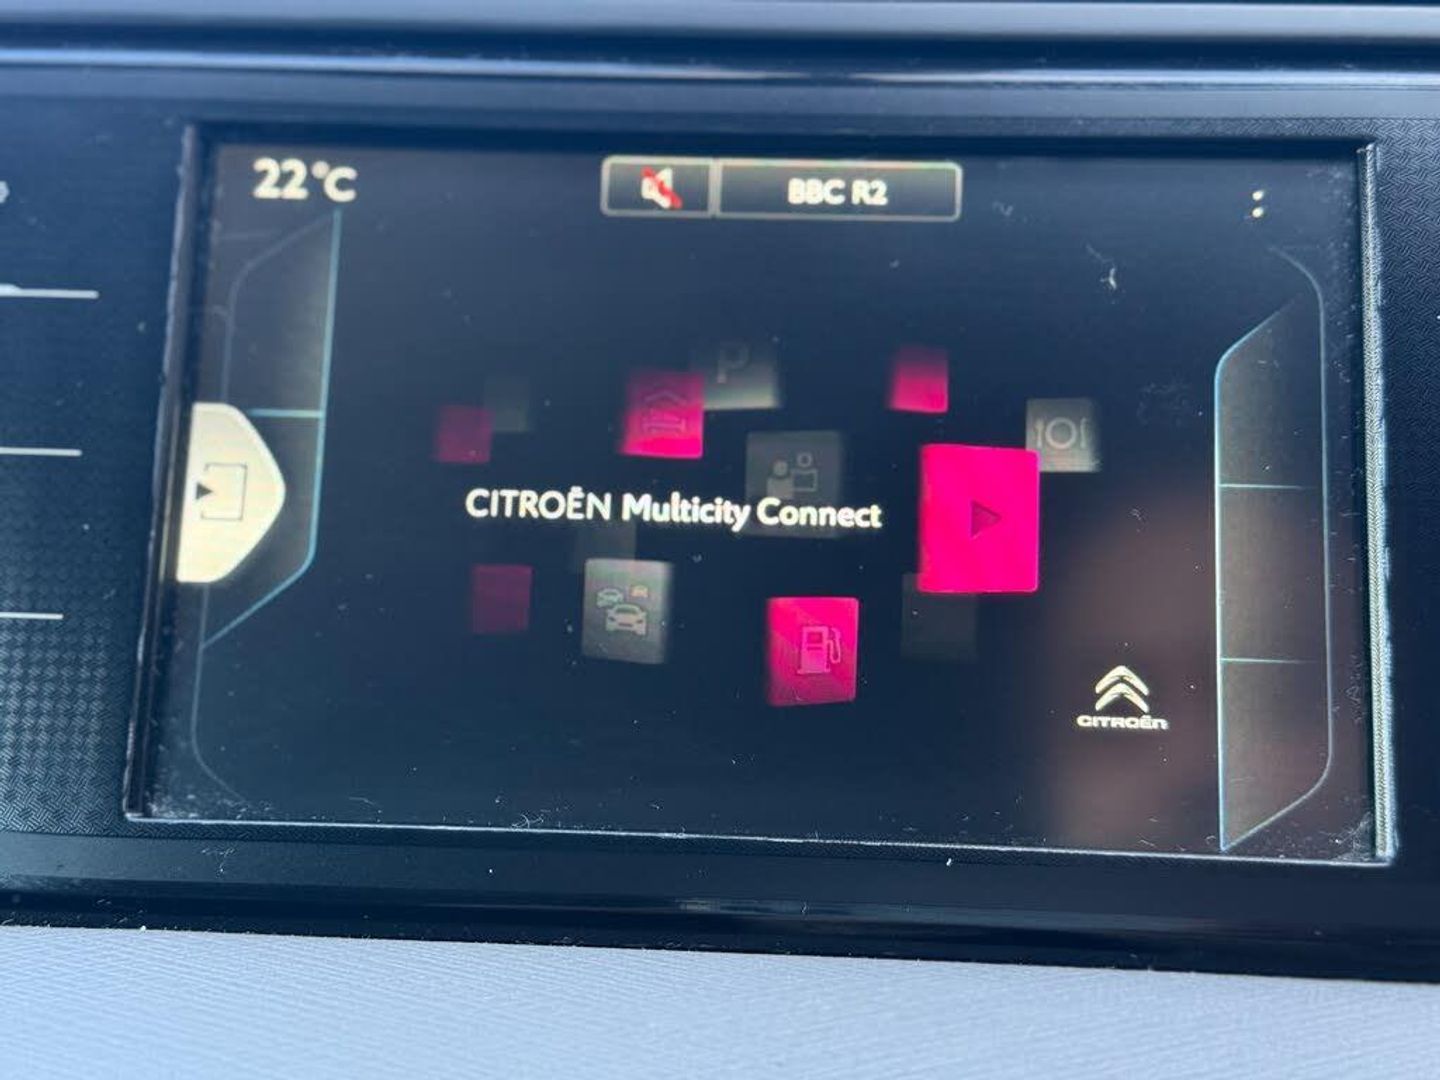 22°C
BBC R2
P
CITROËN Multicity Connect
CITROËN